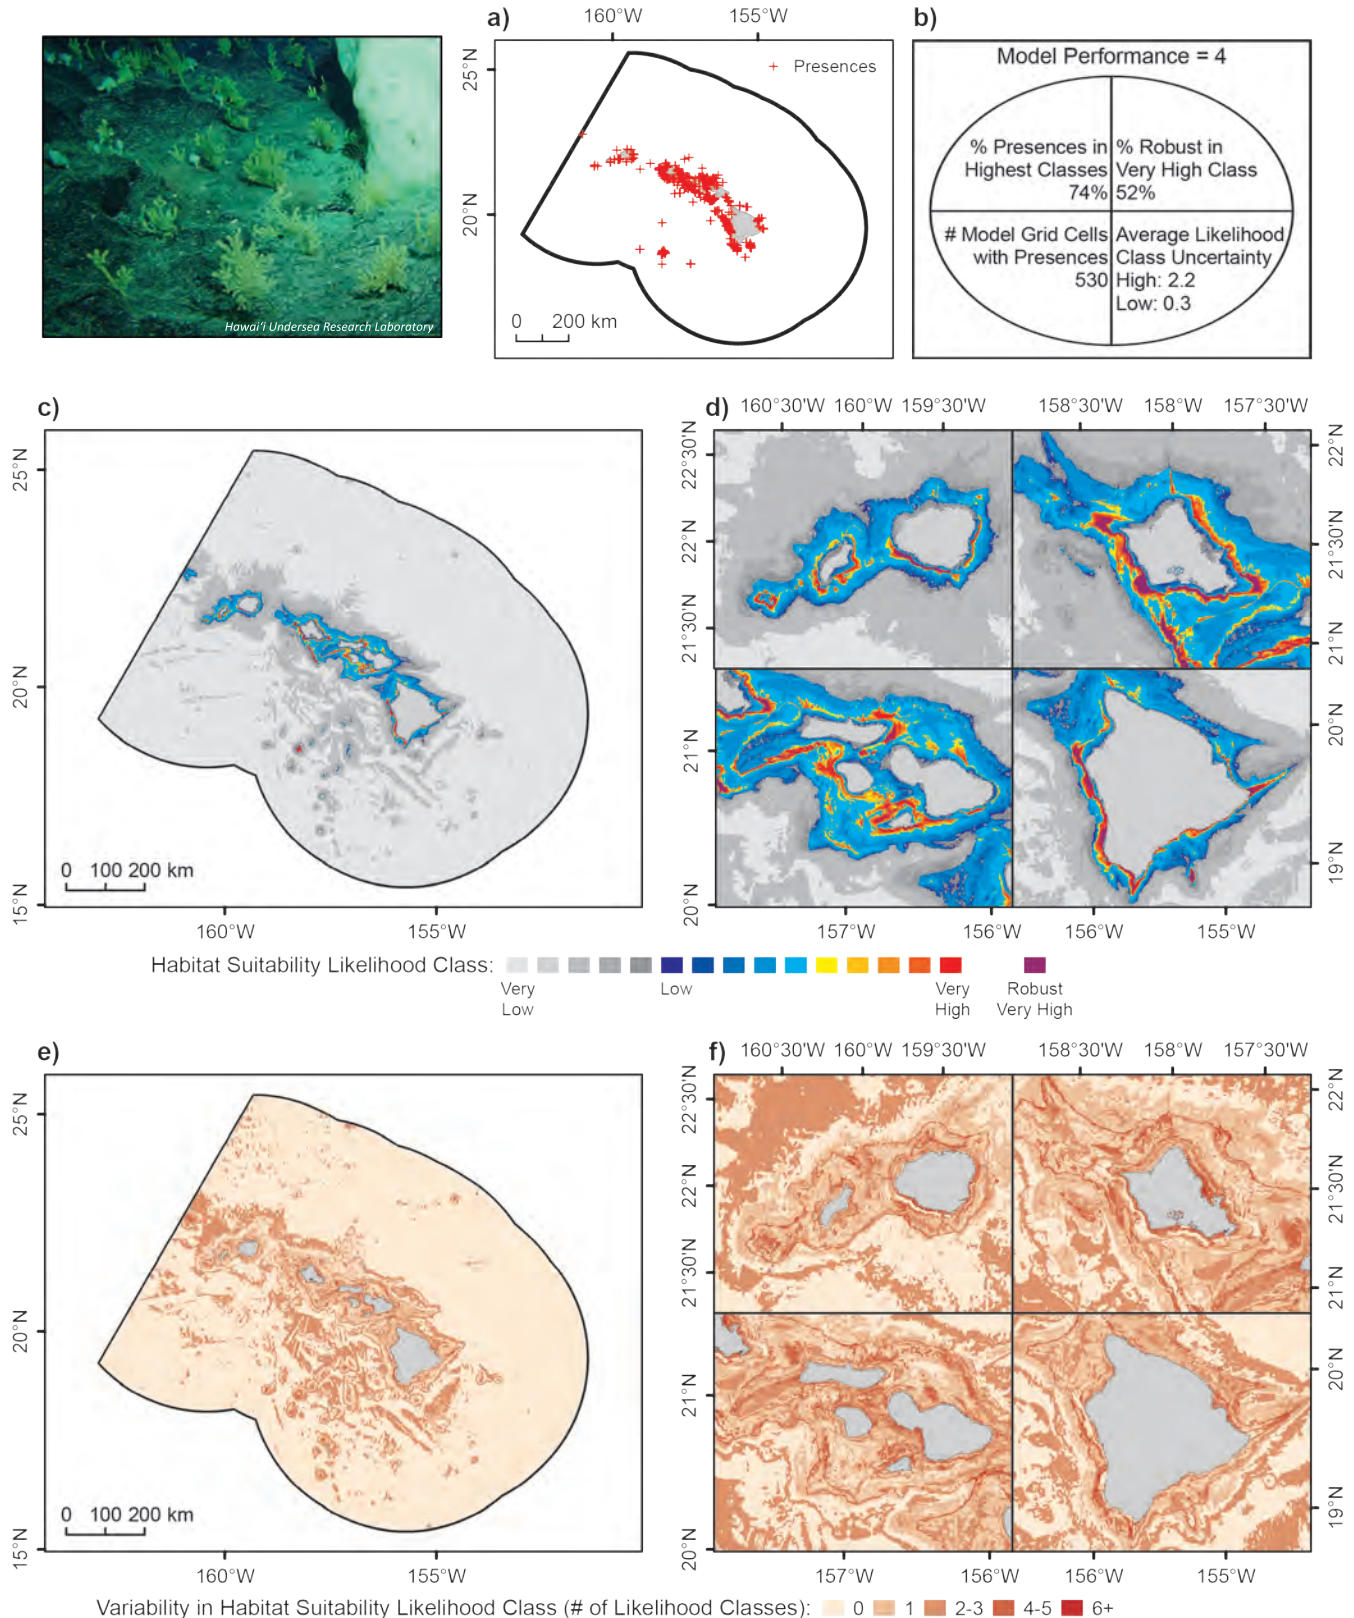 a)
160°W 155°W
b)
25°N
20°N
+ Presences
0 200 km
Hawai‘i Undersea Research Laboratory
Model Performance = 4
% Presences in
Highest Classes
74%
% Robust in
Very High Class
52%
# Model Grid Cells
with Presences
530
Average Likelihood
Class Uncertainty
High: 2.2
Low: 0.3
c)
25°N
20°N
15°N
0 100 200 km
160°W 155°W
d)
160°30'W 160°W 159°30'W 158°30'W 158°W 157°30'W
22°30'N
22°N
21°30'N
21°N
20°N
22°N
21°30'N
21°N
20°N
19°N
157°W 156°W 156°W 155°W
Habitat Suitability Likelihood Class:
Very
Low
Low
Very
High
Robust
Very High
e)
25°N
20°N
15°N
0 100 200 km
160°W 155°W
f)
160°30'W 160°W 159°30'W 158°30'W 158°W 157°30'W
22°30'N
22°N
21°30'N
21°N
20°N
22°N
21°30'N
21°N
20°N
19°N
157°W 156°W 156°W 155°W
Variability in Habitat Suitability Likelihood Class (# of Likelihood Classes): 0 1 2-3 4-5 6+